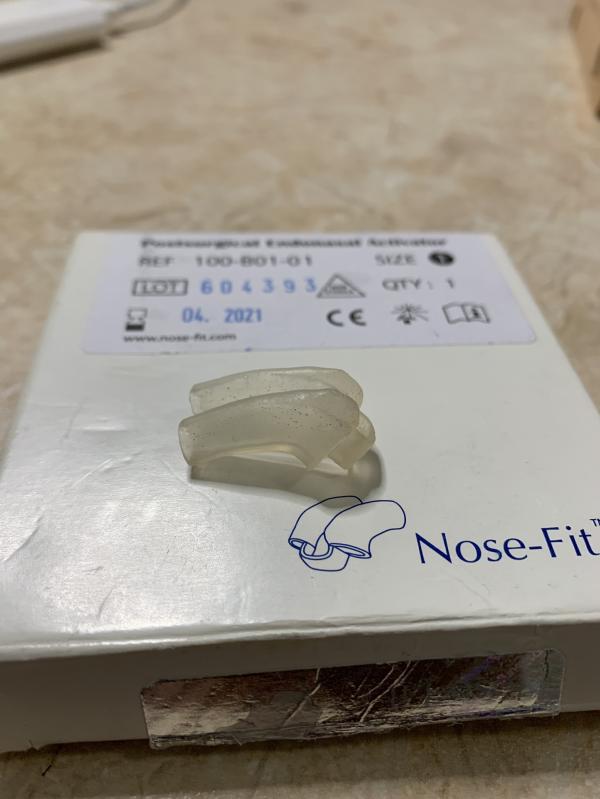 Postsurgical Endonasal Activator
REF 100-B01-01 SIZE 1
LOT 604393 QTY: 1
04. 2021 CE
www.nose-fit.com
Nose-Fit™